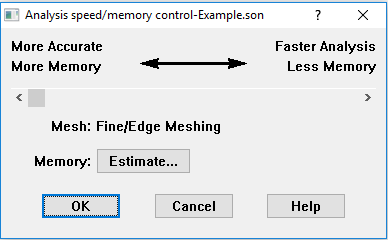 Analysis speed/memory control-Example.son
More Accurate
Faster Analysis
More Memory
Less Memory
Mesh: Fine/Edge Meshing
Memory: Estimate...
OK Cancel Help